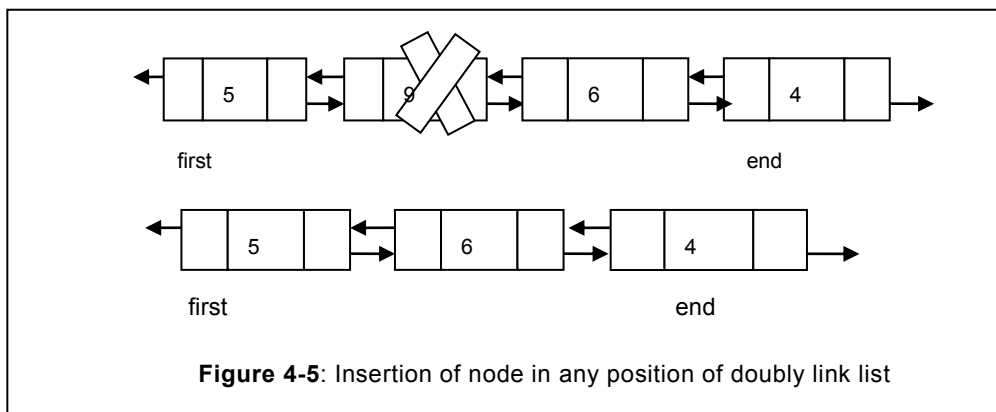 5 9 6 4
first end
5 6 4
first end
Figure 4-5: Insertion of node in any position of doubly link list